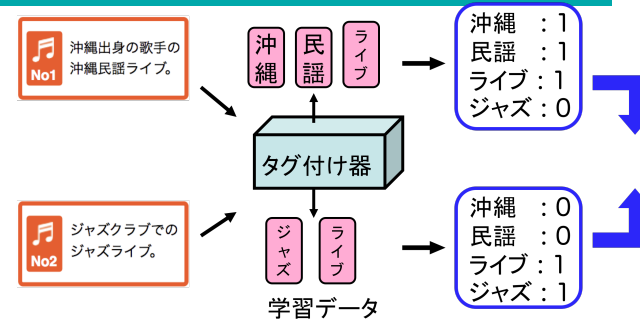 No1
沖縄出身の歌手の
沖縄民謡ライブ。
沖縄
民謡
ライブ
沖縄 : 1
民謡 : 1
ライブ : 1
ジャズ : 0
タグ付け器
No2
ジャズクラブでの
ジャズライブ。
ジャズ
ライブ
学習データ
沖縄 : 0
民謡 : 0
ライブ : 1
ジャズ : 1